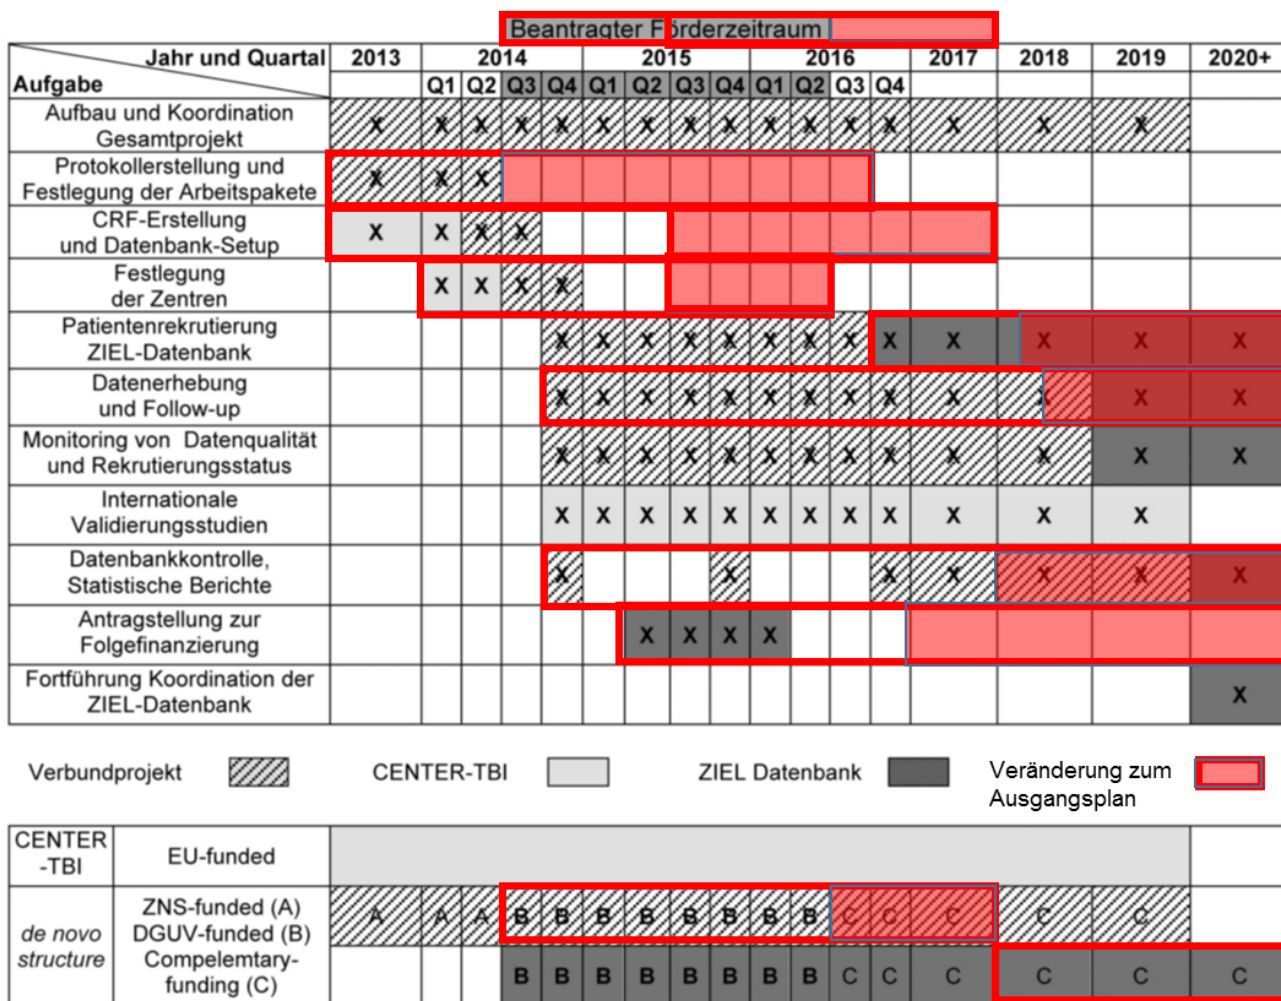 Beantragter Förderzeitraum
Jahr und Quartal 2013 2014 2015 2016 2017 2018 2019 2020+
Aufgabe Q1 Q2 Q3 Q4 Q1 Q2 Q3 Q4 Q1 Q2 Q3 Q4
Aufbau und Koordination
Gesamtprojekt X X X X X X X X X X X X X X X X
Protokollerstellung und
Festlegung der Arbeitspakete X X X
CRF-Erstellung
und Datenbank-Setup X X X X
Festlegung
der Zentren X X X X
Patientenrekrutierung
ZIEL-Datenbank X X X X X X X X X X X X X
Datenerhebung
und Follow-up X X X X X X X X X X X X X
Monitoring von Datenqualität
und Rekrutierungsstatus X X X X X X X X X X X X X
Internationale
Validierungsstudien X X X X X X X X X X X X
Datenbankkontrolle,
Statistische Berichte X X X X X X X
Antragstellung zur
Folgefinanzierung X X X X
Fortführung Koordination der
ZIEL-Datenbank X
Verbundprojekt CENTER-TBI ZIEL Datenbank Veränderung zum
Ausgangsplan
CENTER
-TBI
EU-funded
de novo
structure
ZNS-funded (A)
DGUV-funded (B)
Compelemtary-
funding (C)
A A A B B B B B B B B C C C C C
B B B B B B B B C C C C C C